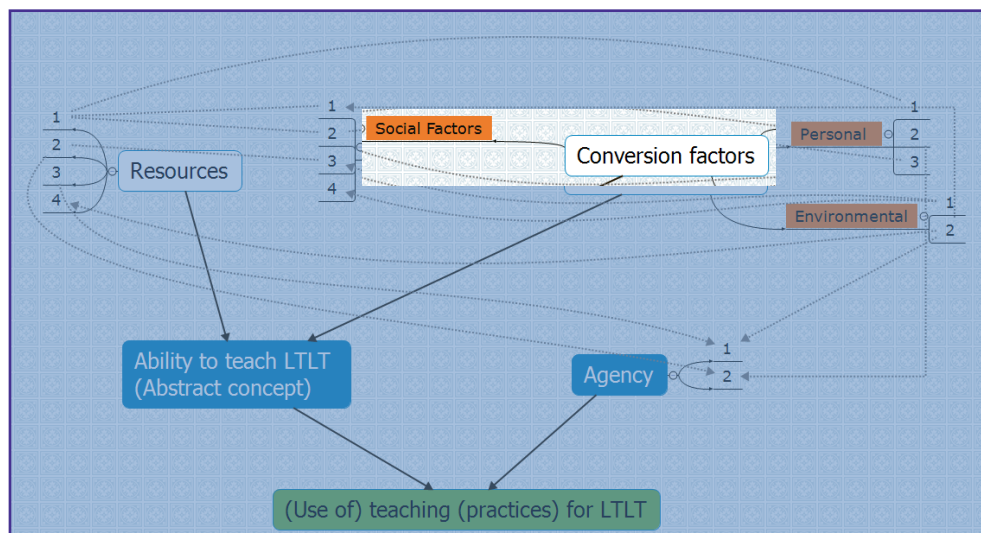 1
2
3
4
Resources
1
2
3
4
Social Factors
Conversion factors
Personal
1
2
3
Environmental
1
2
Ability to teach LTLT
(Abstract concept)
Agency
1
2
(Use of) teaching (practices) for LTLT